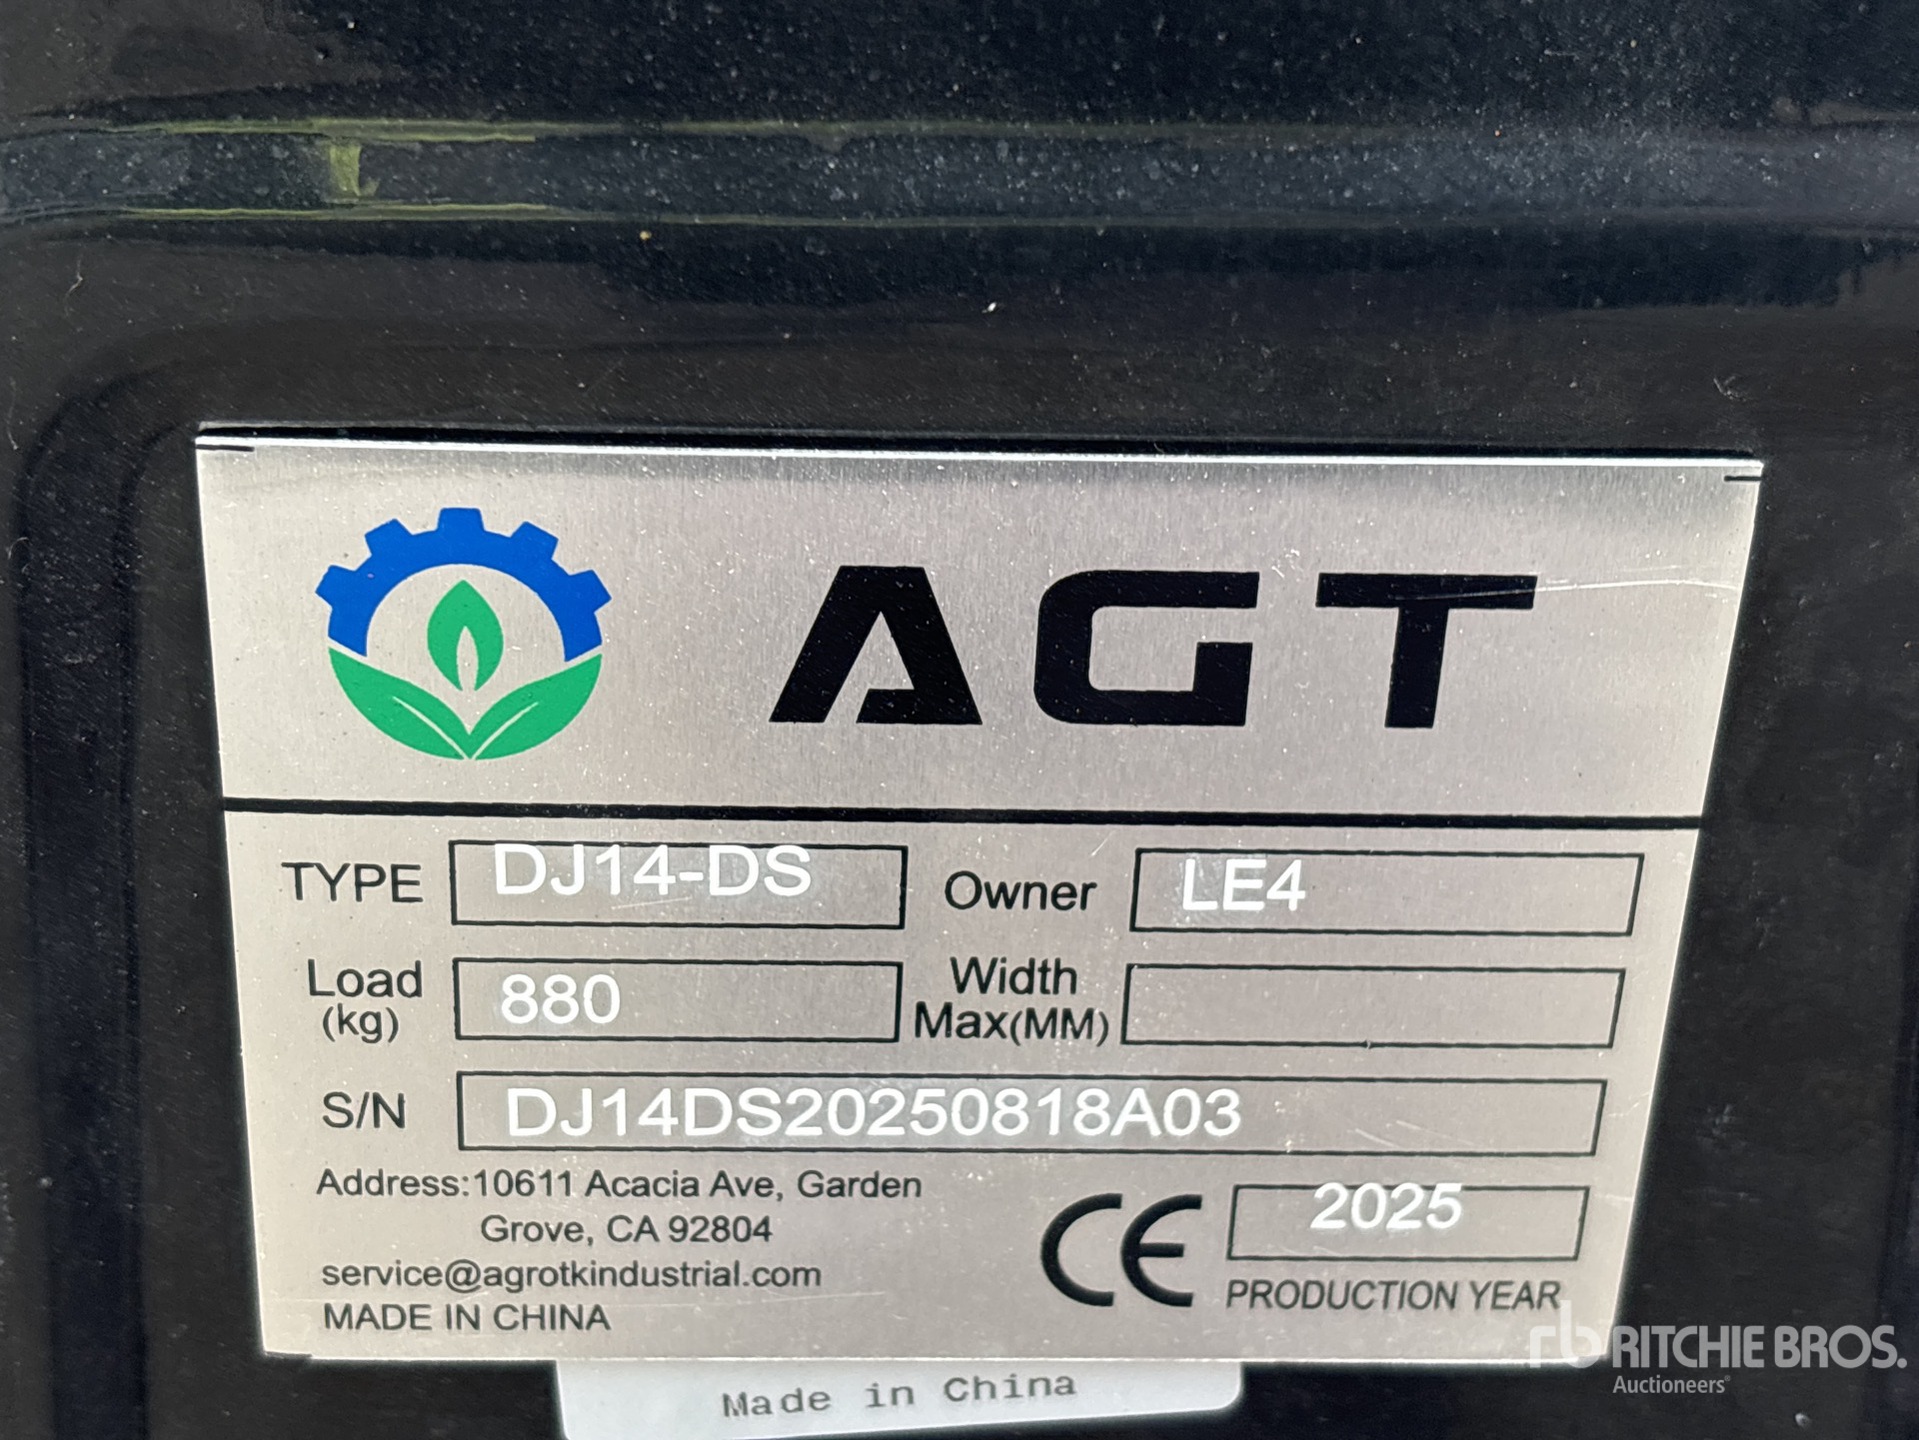 AGT
TYPE DJ14-DS Owner LE4
Load (kg) 880 Width Max(MM)
S/N DJ14DS20250818A03
Address:10611 Acacia Ave, Garden
Grove, CA 92804
service@agrotkindustrial.com
MADE IN CHINA
CE 2025
PRODUCTION YEAR
Made in China
rb RITCHIE BROS.
Auctioneers®